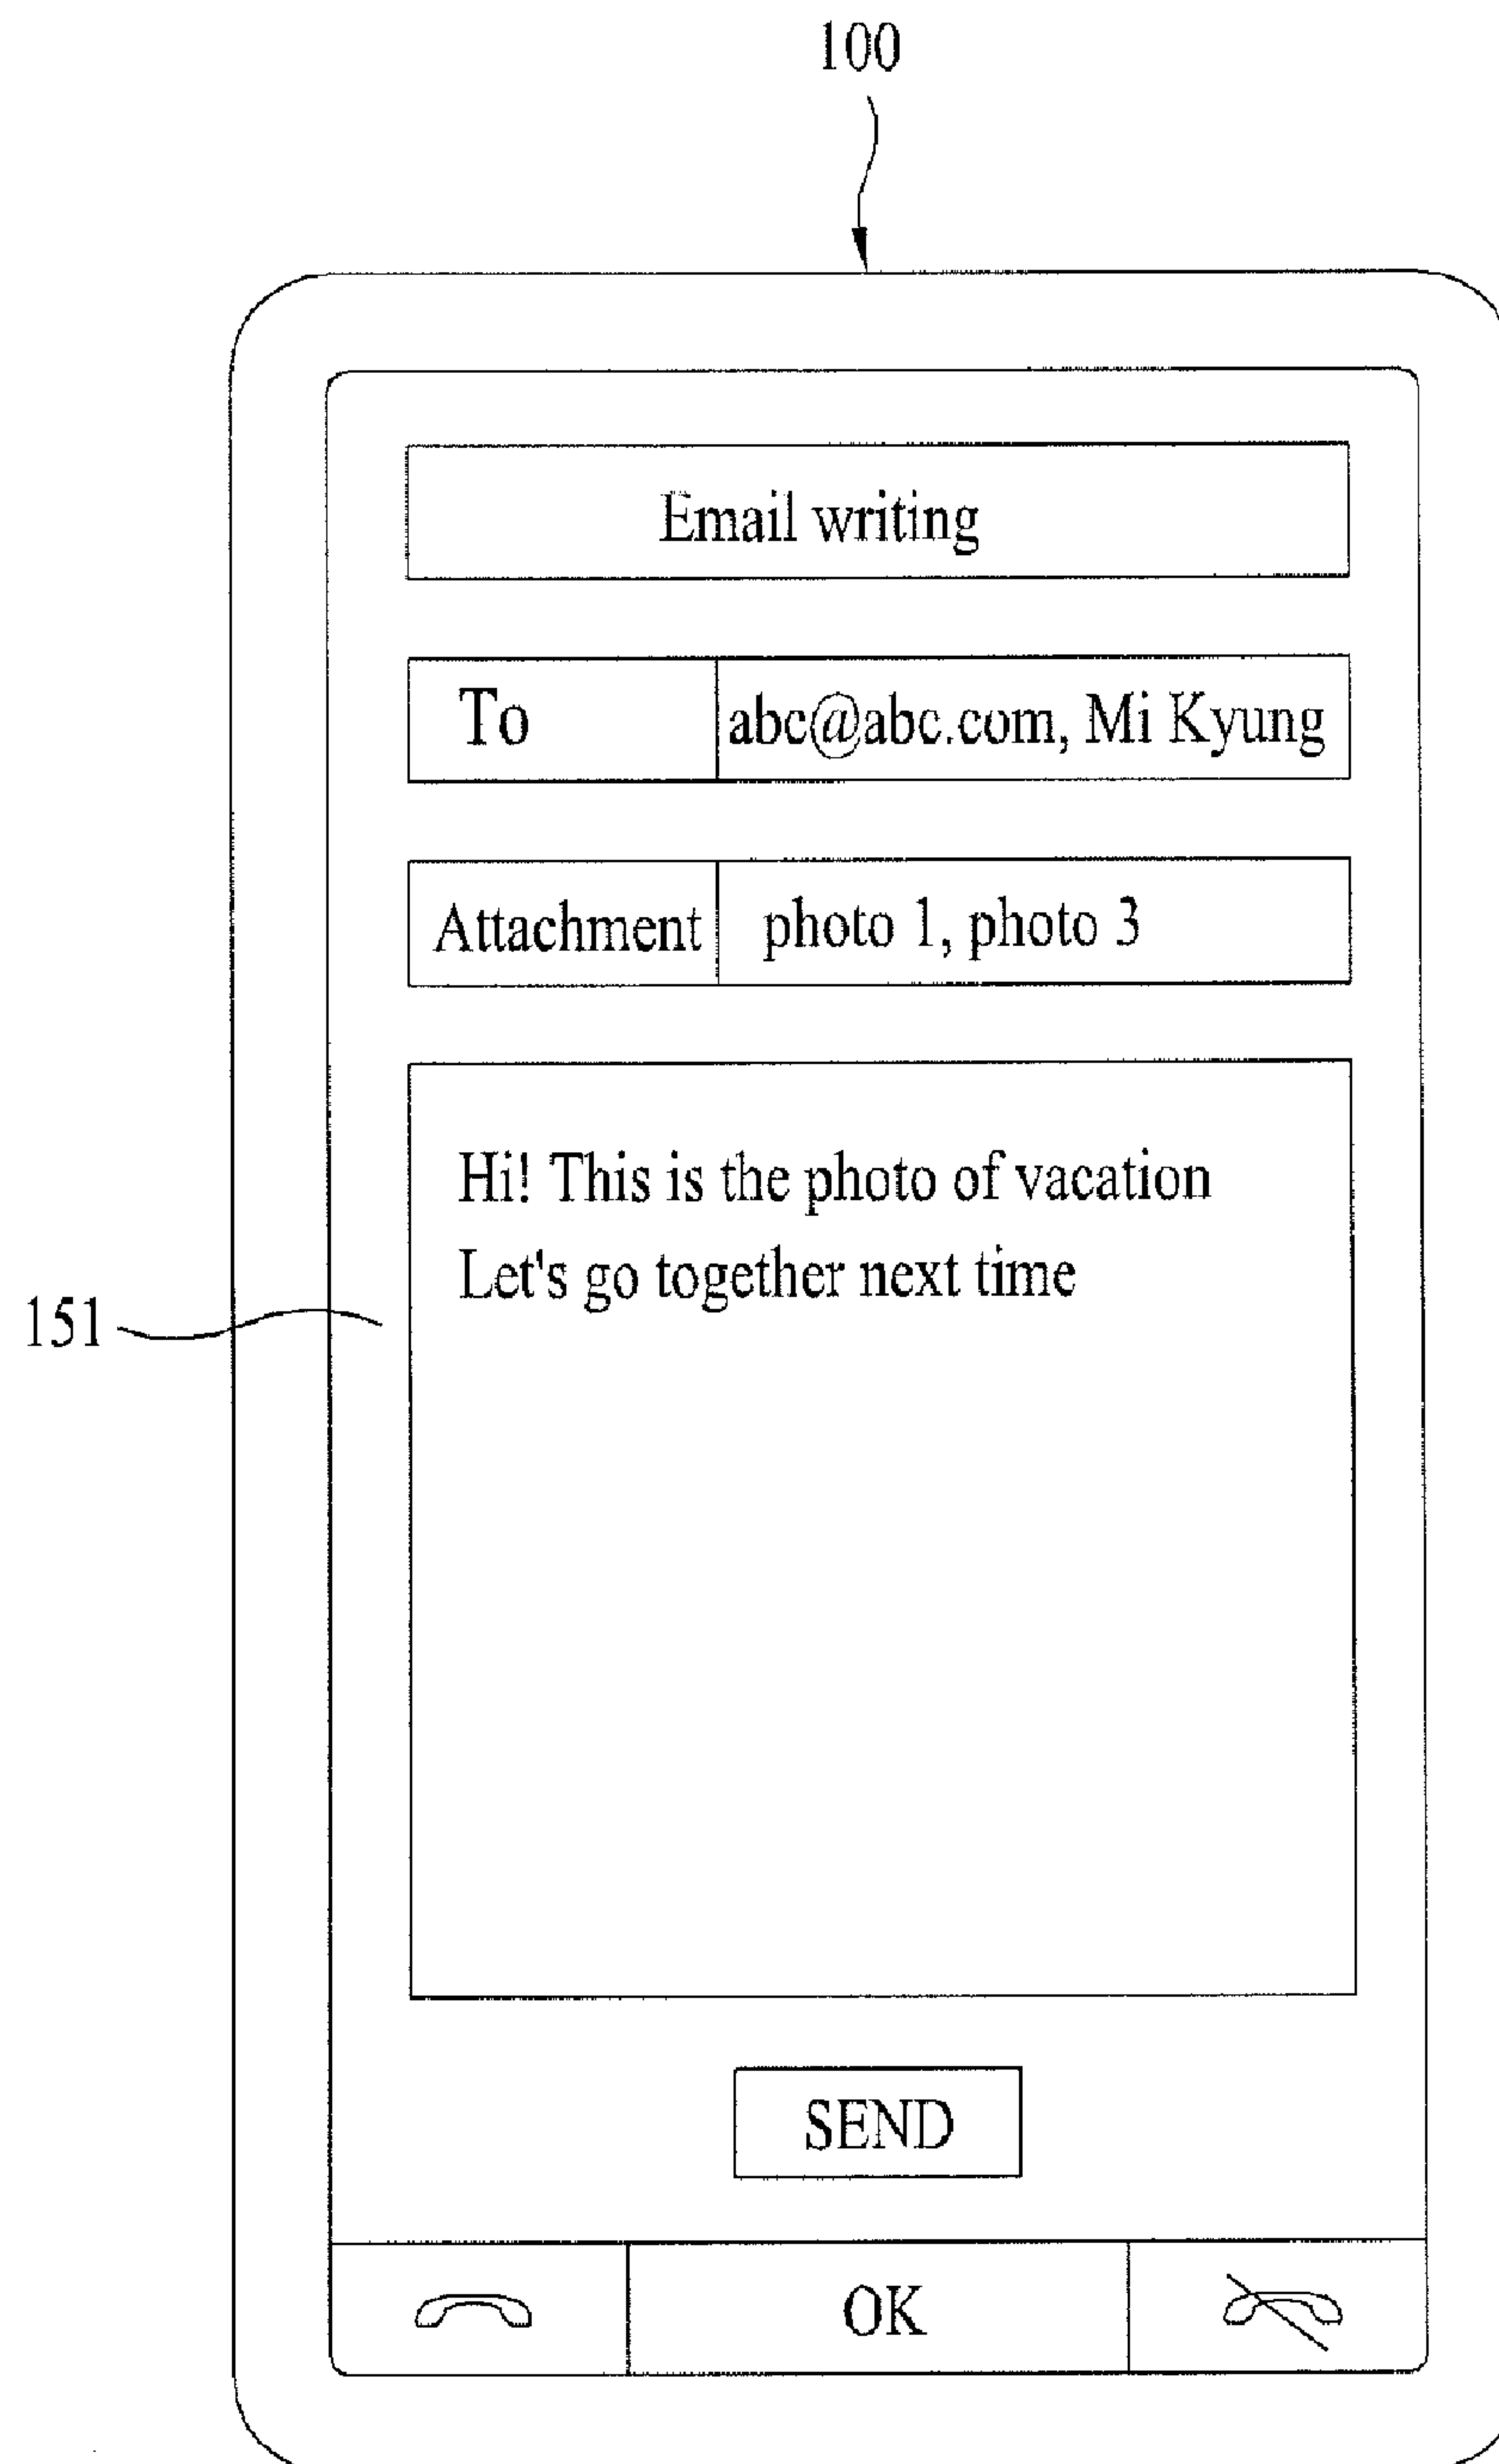 100
Email writing
To abc@abc.com, Mi Kyung
Attachment photo 1, photo 3
Hi! This is the photo of vacation
Let's go together next time
151
SEND
OK